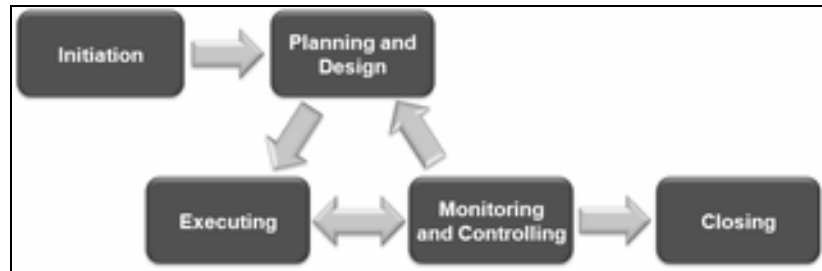 Initiation
Planning and
Design
Executing
Monitoring
and Controlling
Closing